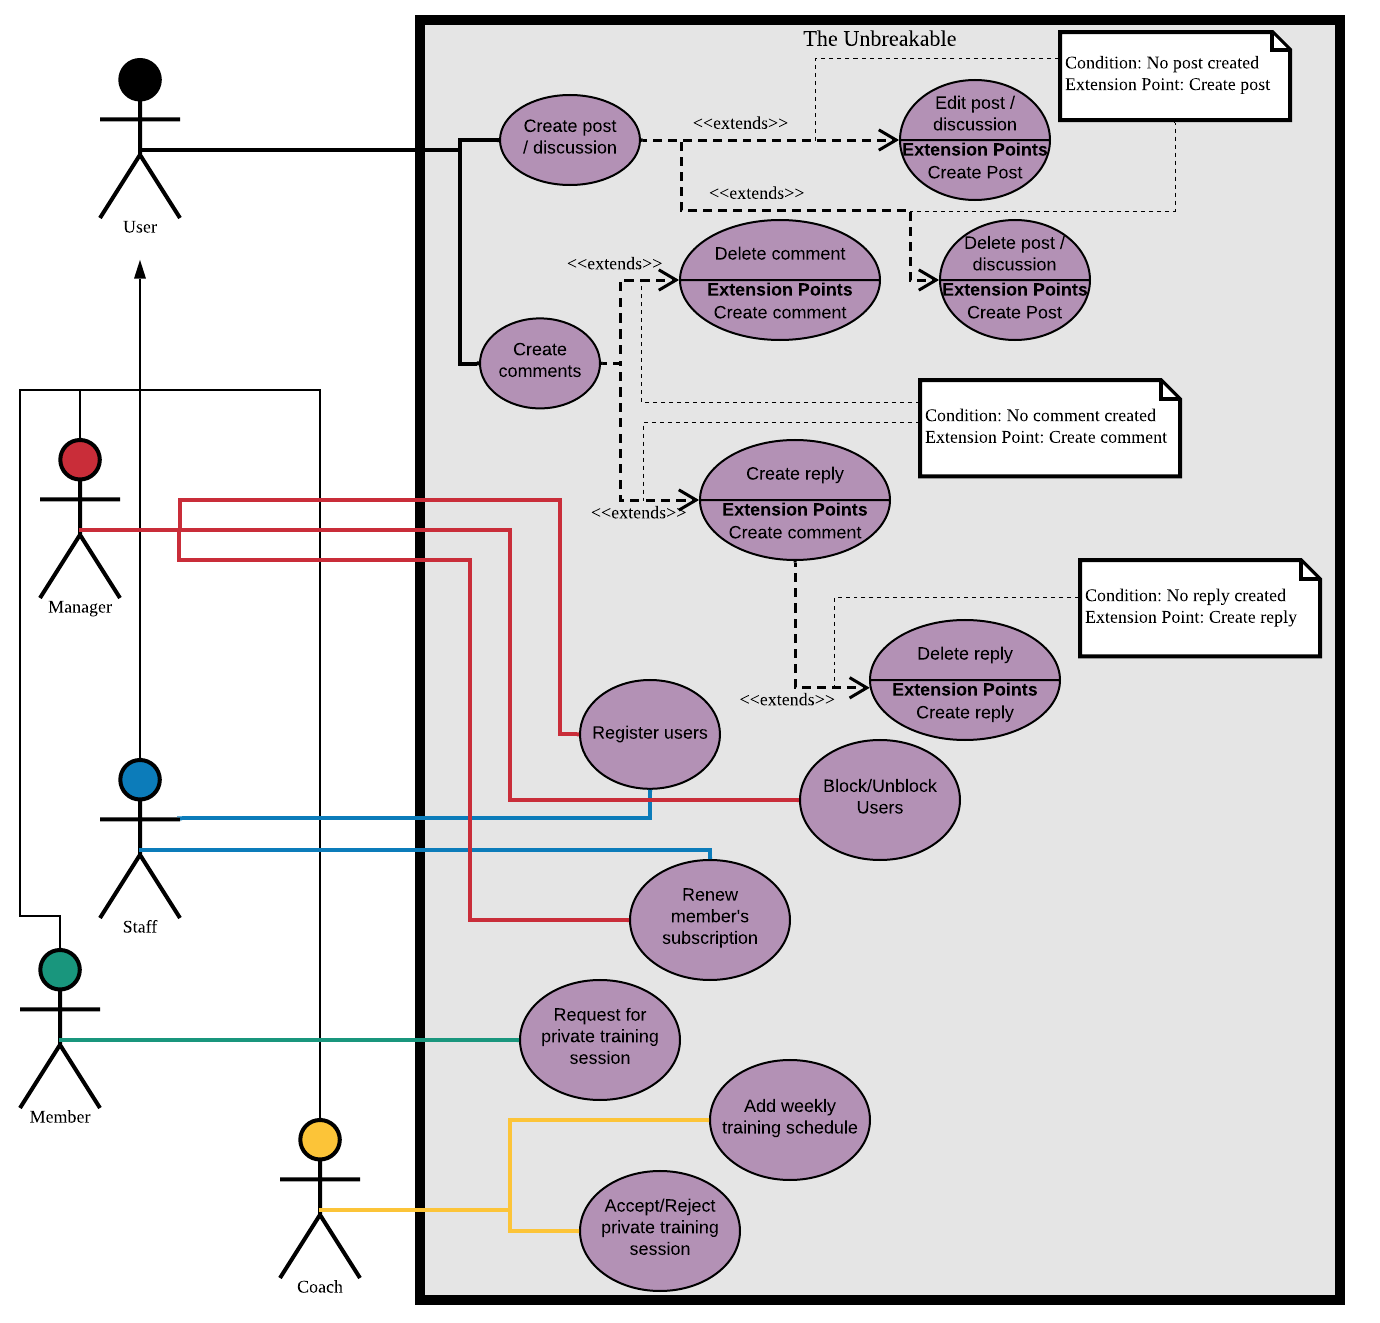 The Unbreakable
Condition: No post created
Extension Point: Create post
User
Create post
/ discussion
<<extends>>
Edit post /
discussion
Extension Points
Create Post
<<extends>>
Delete post /
discussion
Extension Points
Create Post
<<extends>>
Delete comment
Extension Points
Create comment
Create
comments
Condition: No comment created
Extension Point: Create comment
<<extends>>
Create reply
Extension Points
Create comment
Manager
Condition: No reply created
Extension Point: Create reply
<<extends>>
Delete reply
Extension Points
Create reply
Register users
Block/Unblock
Users
Staff
Renew
member's
subscription
Member
Request for
private training
session
Add weekly
training schedule
Coach
Accept/Reject
private training
session